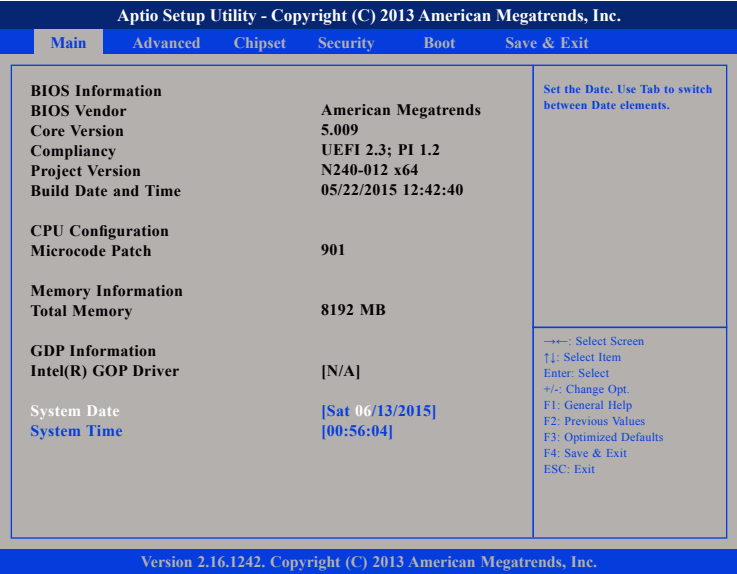 Aptio Setup Utility - Copyright (C) 2013 American Megatrends, Inc.
Main Advanced Chipset Security Boot Save & Exit
BIOS Information
BIOS Vendor American Megatrends
Core Version 5.009
Compliancy UEFI 2.3; PI 1.2
Project Version N240-012 x64
Build Date and Time 05/22/2015 12:42:40
CPU Configuration
Microcode Patch 901
Memory Information
Total Memory 8192 MB
GDP Information
Intel(R) GOP Driver [N/A]
System Date [Sat 06/13/2015]
System Time [00:56:04]
Set the Date. Use Tab to switch
between Date elements.
→←: Select Screen
↑↓: Select Item
Enter: Select
+/-: Change Opt.
F1: General Help
F2: Previous Values
F3: Optimized Defaults
F4: Save & Exit
ESC: Exit
Version 2.16.1242. Copyright (C) 2013 American Megatrends, Inc.